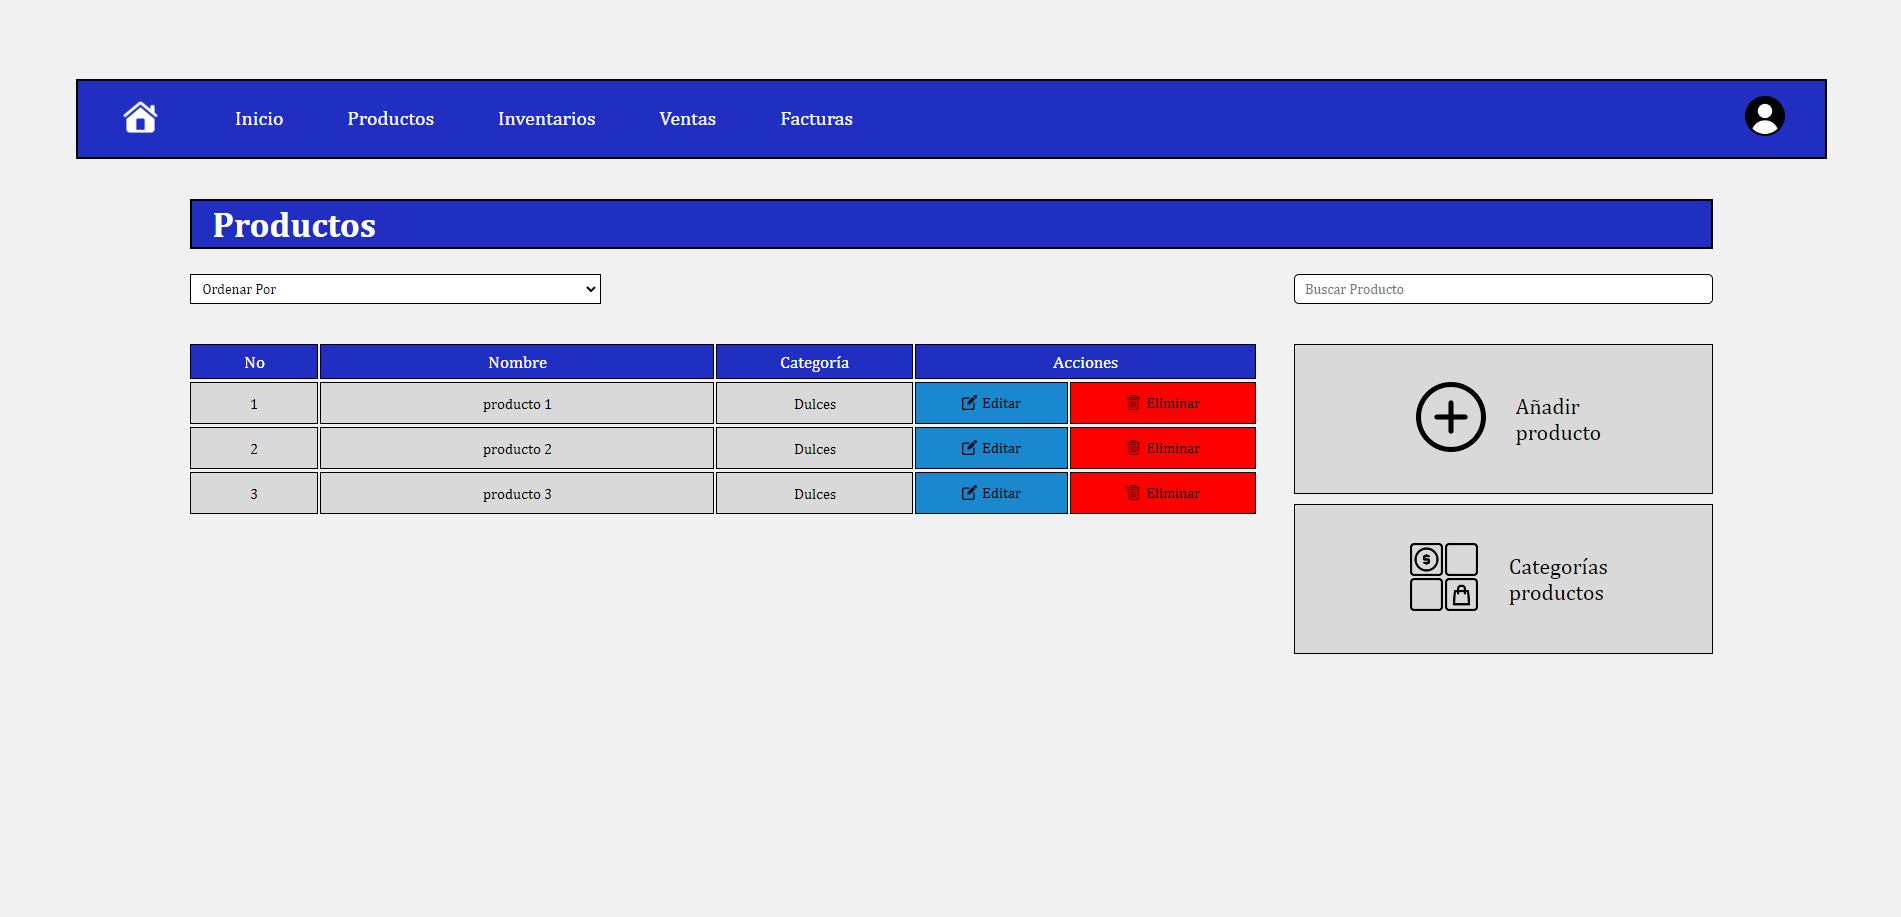 Inicio Productos Inventarios Ventas Facturas
Productos
Ordenar Por
Buscar Producto
No Nombre Categoría Acciones
1 producto 1 Dulces Editar Eliminar
2 producto 2 Dulces Editar Eliminar
3 producto 3 Dulces Editar Eliminar
Añadir
producto
$
Categorías
productos